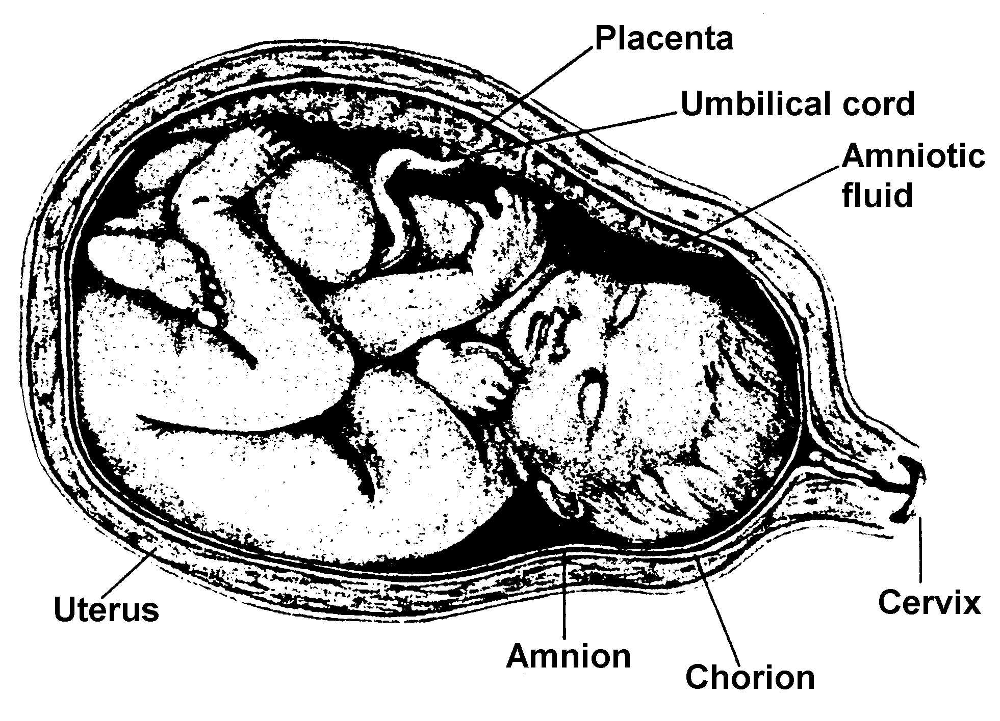 Placenta
Umbilical cord
Amniotic
fluid
Uterus
Cervix
Amnion
Chorion